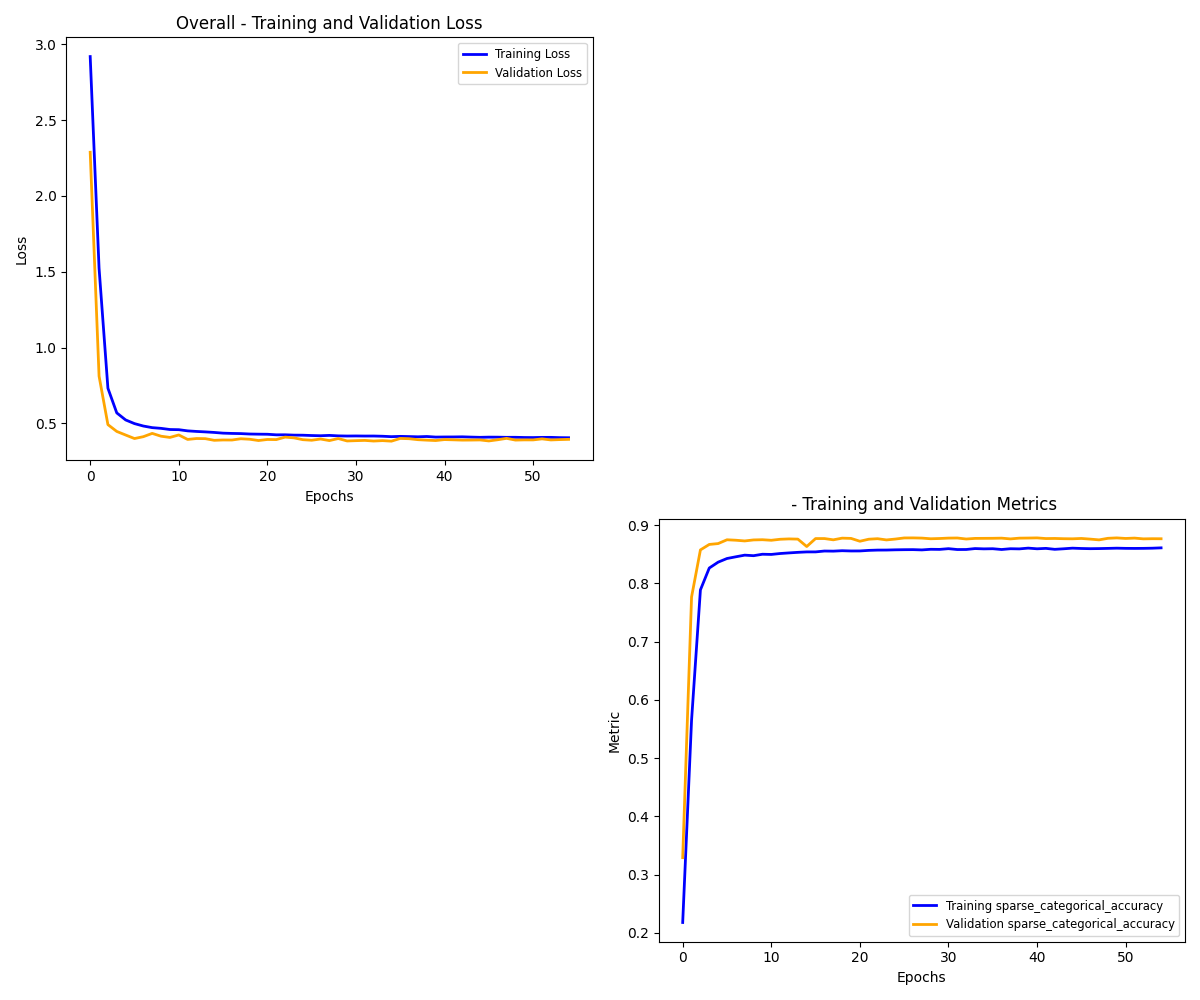 Overall - Training and Validation Loss
3.0
2.5
2.0
1.5
1.0
0.5
Loss
Training Loss
Validation Loss
0 10 20 30 40 50
Epochs
- Training and Validation Metrics
0.9
0.8
0.7
0.6
0.5
0.4
0.3
0.2
Metric
Training sparse_categorical_accuracy
Validation sparse_categorical_accuracy
0 10 20 30 40 50
Epochs